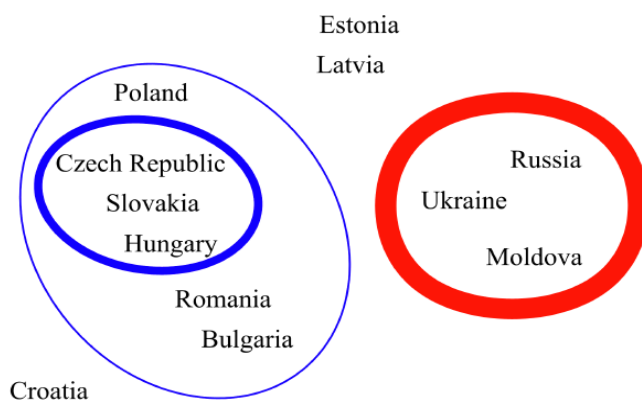 Estonia
Latvia
Poland
Czech Republic
Slovakia
Hungary
Romania
Bulgaria
Croatia
Russia
Ukraine
Moldova